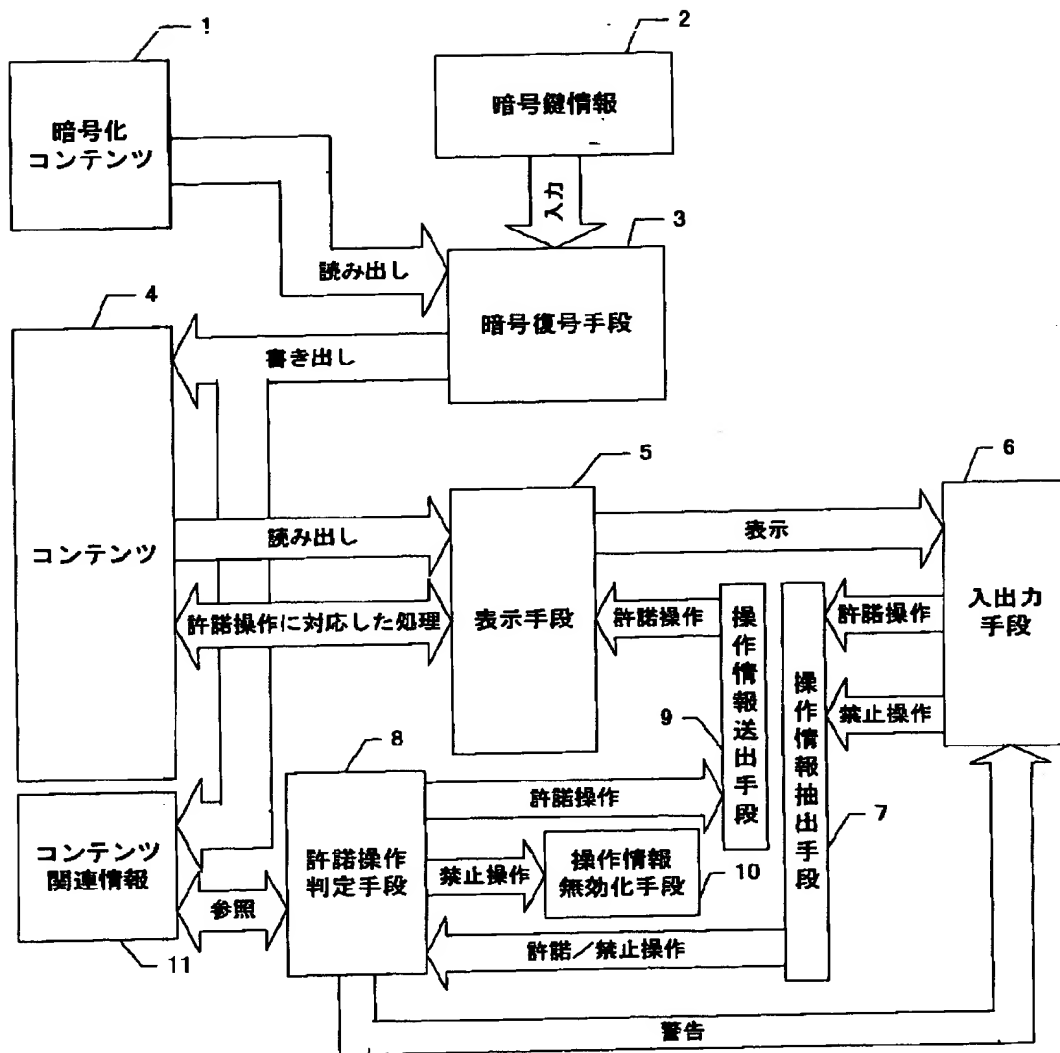 1
暗号化
コンテンツ
2
暗号鍵情報
入力
3
読み出し
暗号復号手段
4
書き出し
コンテンツ
5
6
読み出し
表示
許諾操作に対応した処理
表示手段
許諾操作
操作情報送出手段
9
操作情報抽出手段
7
許諾操作
禁止操作
入出力
手段
8
許諾操作
許諾操作
判定手段
禁止操作
操作情報
無効化手段
10
コンテンツ
関連情報
参照
11
許諾/禁止操作
警告